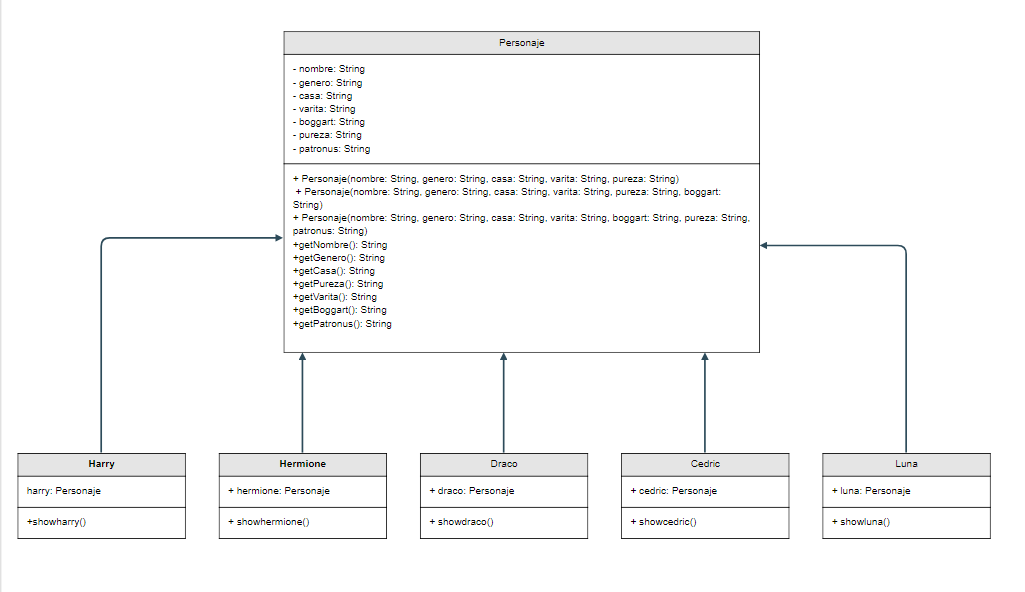 Personaje
- nombre: String
- genero: String
- casa: String
- varita: String
- boggart: String
- pureza: String
- patronus: String
+ Personaje(nombre: String, genero: String, casa: String, varita: String, pureza: String)
+ Personaje(nombre: String, genero: String, casa: String, varita: String, pureza: String, boggart:
String)
+ Personaje(nombre: String, genero: String, casa: String, varita: String, boggart: String, pureza: String,
patronus: String)
+getNombre(): String
+getGenero(): String
+getCasa(): String
+getPureza(): String
+getVarita(): String
+getBoggart(): String
+getPatronus(): String
Harry
harry: Personaje
+showharry()
Hermione
+ hermione: Personaje
+ showhermione()
Draco
+ draco: Personaje
+ showdraco()
Cedric
+ cedric: Personaje
+ showcedric()
Luna
+ luna: Personaje
+ showluna()